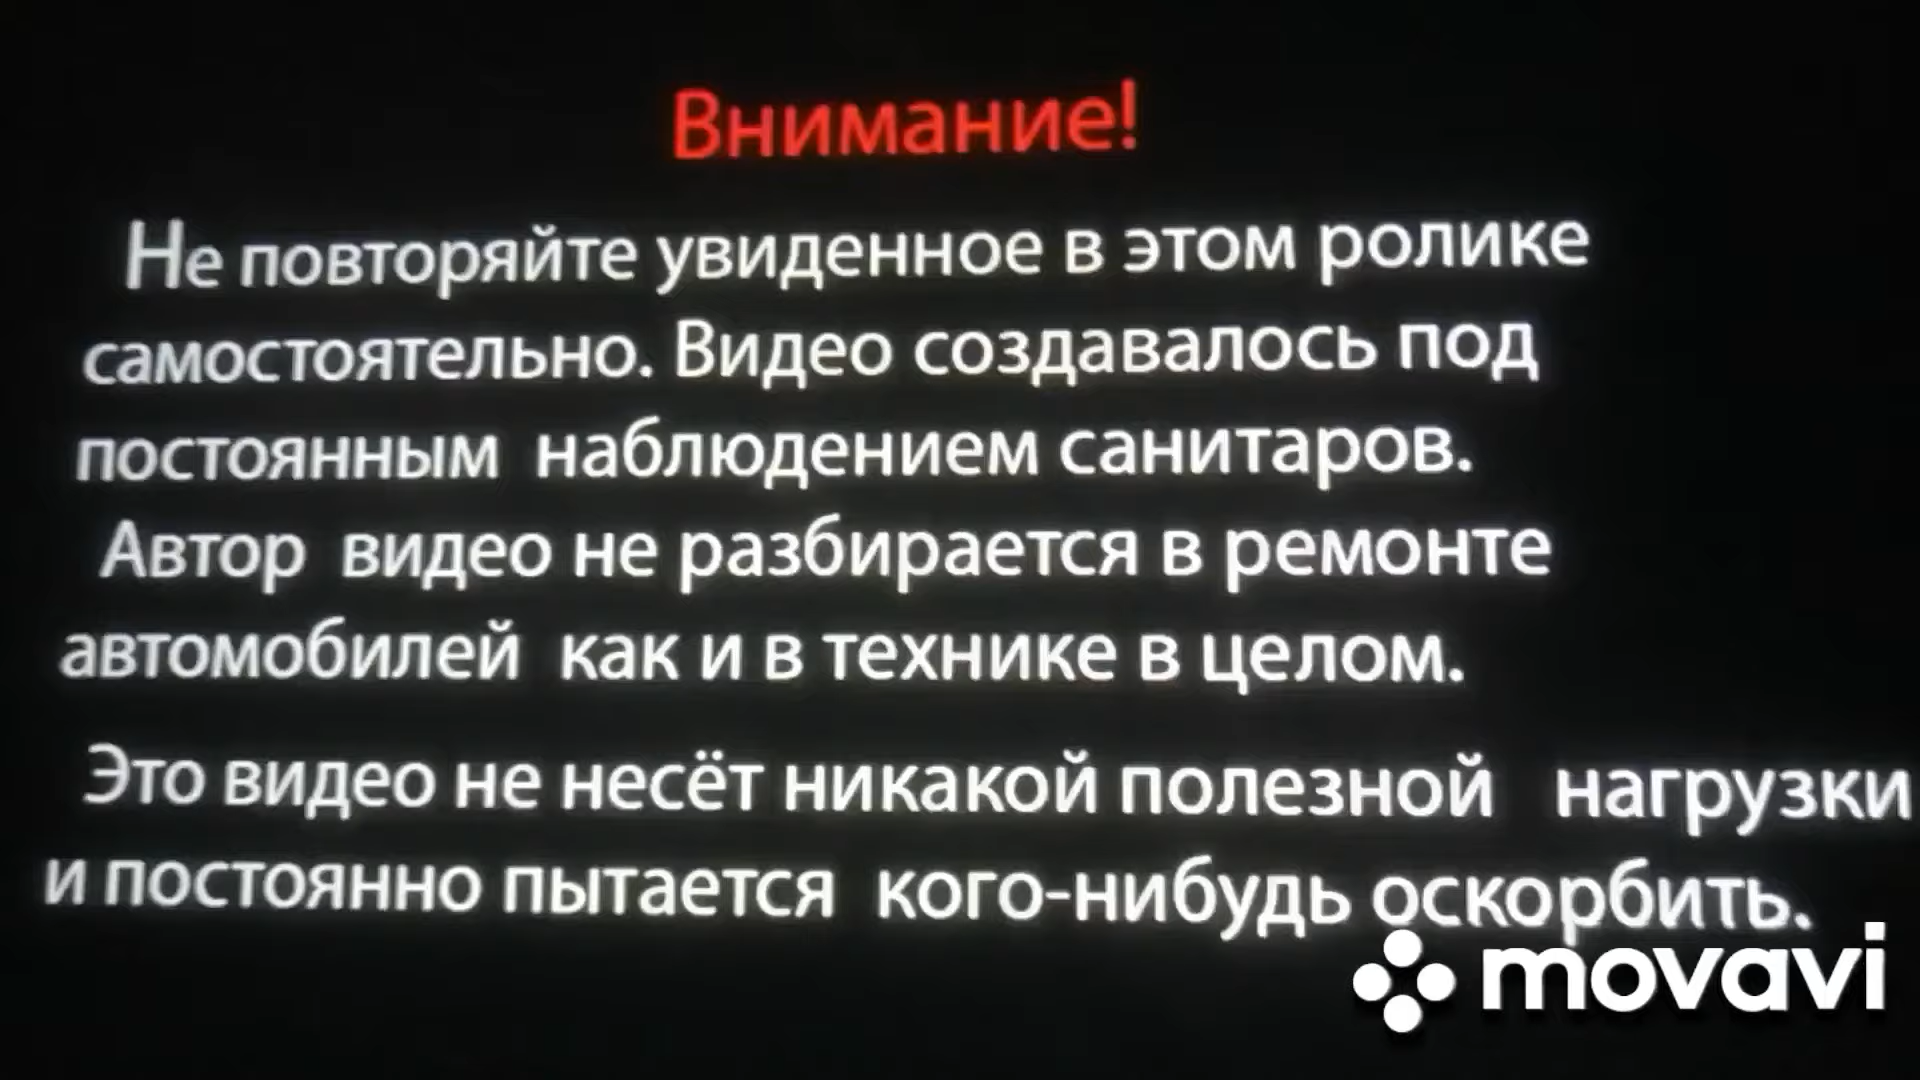 Внимание!
Не повторяйте увиденное в этом ролике
самостоятельно. Видео создавалось под
постоянным наблюдением санитаров.
Автор видео не разбирается в ремонте
автомобилей как и в технике в целом.
Это видео не несёт никакой полезной нагрузки
и постоянно пытается кого-нибудь оскорбить.
movavi